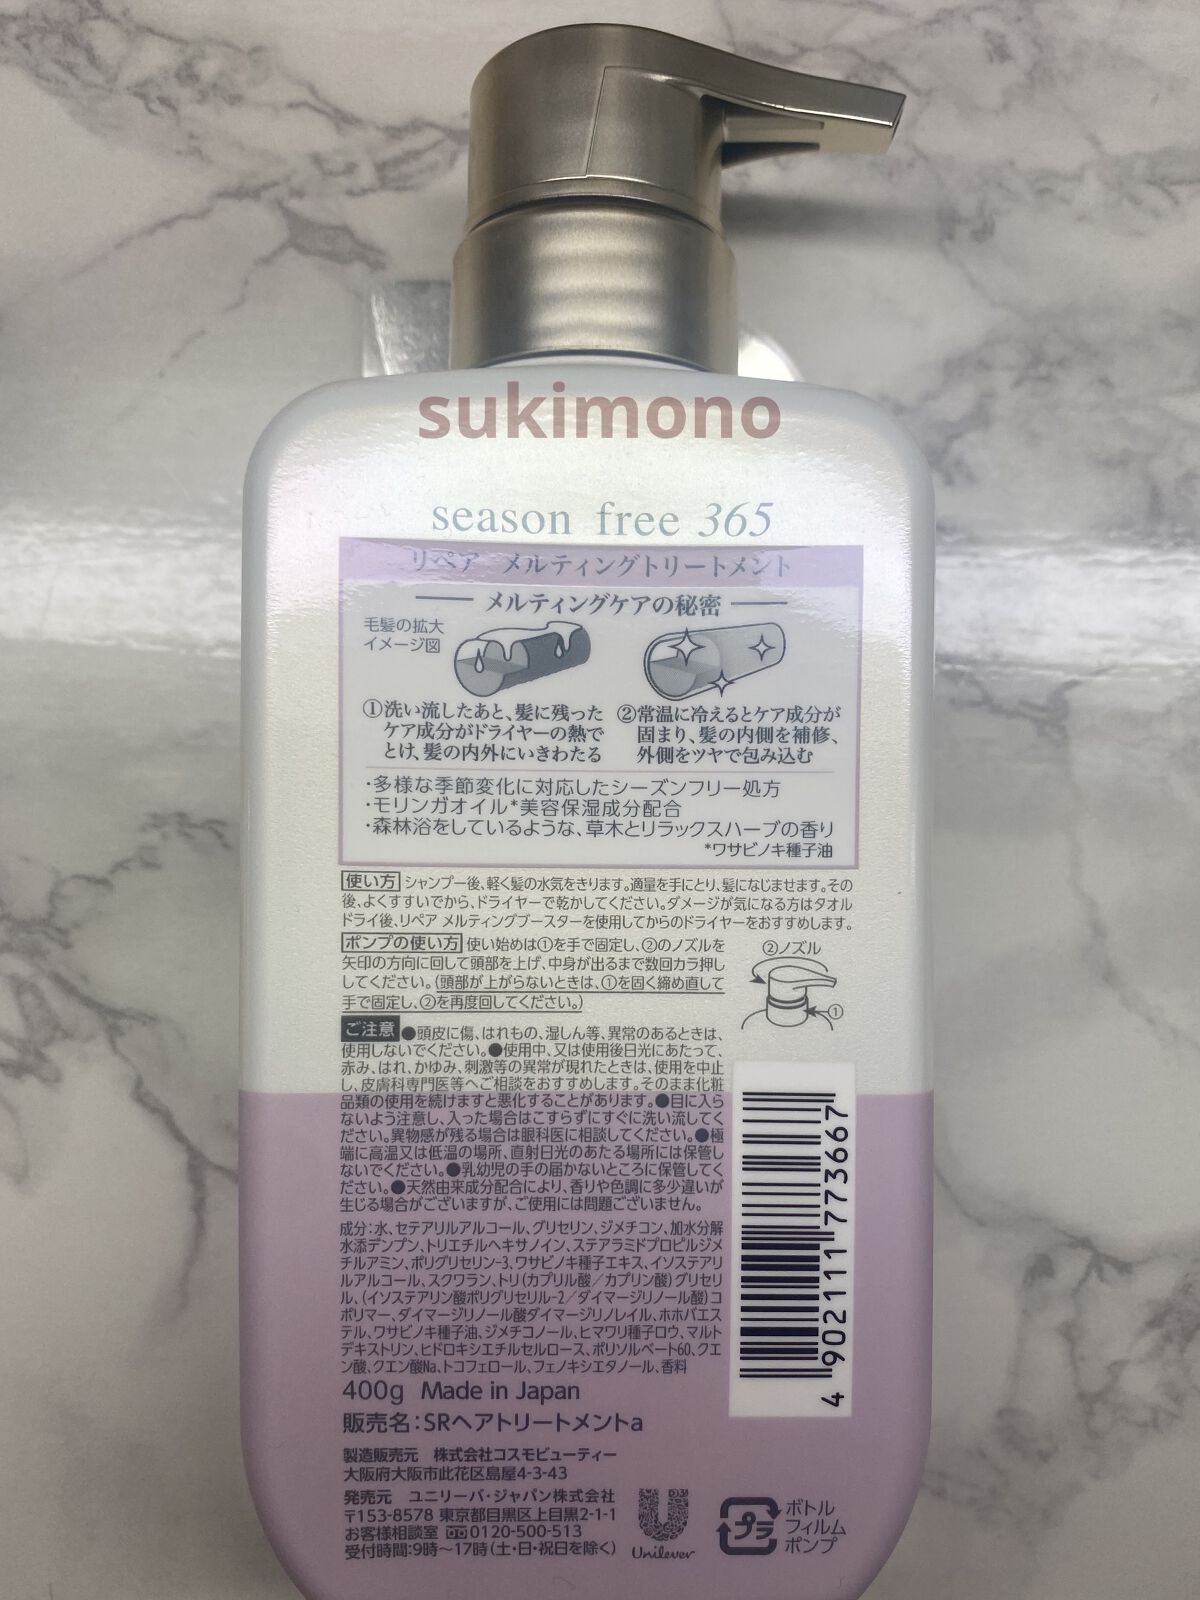 sukimono
season free 365
リペア メルティングトリートメント
メルティングケアの秘密
毛髪の拡大
イメージ図
①洗い流したあと、髪に残った
ケア成分がドライヤーの熱で
とけ、髪の内外にいきわたる
②常温に冷えるとケア成分が
固まり、髪の内側を補修、
外側をツヤで包み込む
・多様な季節変化に対応したシーズンフリー処方
・モリンガオイル*美容保湿成分配合
・森林浴をしているような、草木とリラックスハーブの香り
*ワサビノキ種子油
使い方 シャンプー後、軽く髪の水気をきります。適量を手にとり、髪になじませます。その
後、よくすすいでから、ドライヤーで乾かしてください。ダメージが気になる方はタオル
ドライ後、リペア メルティングブースターを使用してからのドライヤーをおすすめします。
ポンプの使い方 使い始めは①を手で固定し、②のノズルを
矢印の方向に回して頭部を上げ、中身が出るまで数回カラ押し
してください。(頭部が上がらないときは、①を固く締め直して
手で固定し、②を再度回してください。)
②ノズル
①
ご注意 ●頭皮に傷、はれもの、湿しん等、異常のあるときは、
使用しないでください。●使用中、又は使用後日光にあたって、
赤み、はれ、かゆみ、刺激等の異常が現れたときは、使用を中止
し、皮膚科専門医等へご相談をおすすめします。そのまま化粧
品類の使用を続けますと悪化することがあります。●目に入ら
ないよう注意し、入った場合はこすらずにすぐに洗い流してく
ださい。異物感が残る場合は眼科医に相談してください。●極
端に高温又は低温の場所、直射日光のあたる場所には保管し
ないでください。●乳幼児の手の届かないところに保管してく
ださい。●天然由来成分配合により、香りや色調に多少違いが
生じる場合がございますが、ご使用には問題ございません。
成分:水、セテアリルアルコール、グリセリン、ジメチコン、加水分解
水添デンプン、トリエチルヘキサノイン、ステアラミドプロピルジメ
チルアミン、ポリグリセリン-3、ワサビノキ種子エキス、イソステアリ
ルアルコール、スクワラン、トリ(カプリル酸/カプリン酸)グリセリ
ル、(イソステアリン酸ポリグリセリル-2/ダイマージリノール酸)コ
ポリマー、ダイマージリノール酸ダイマージリノレイル、ホホバエス
テル、ワサビノキ種子油、ジメチコノール、ヒマワリ種子ロウ、マルト
デキストリン、ヒドロキシエチルセルロース、ポリソルベート60、クエ
ン酸、クエン酸Na、トコフェロール、フェノキシエタノール、香料
400g Made in Japan
販売名:SRヘアトリートメントa
製造販売元 株式会社コスモビューティー
大阪府大阪市此花区島屋4-3-43
発売元 ユニリーバ・ジャパン株式会社
〒153-8578 東京都目黒区上目黒2-1-1
お客様相談室 0120-500-513
受付時間:9時〜17時(土・日・祝日を除く)
Unilever
プラ
ボトル
フィルム
ポンプ
4 902111 773667